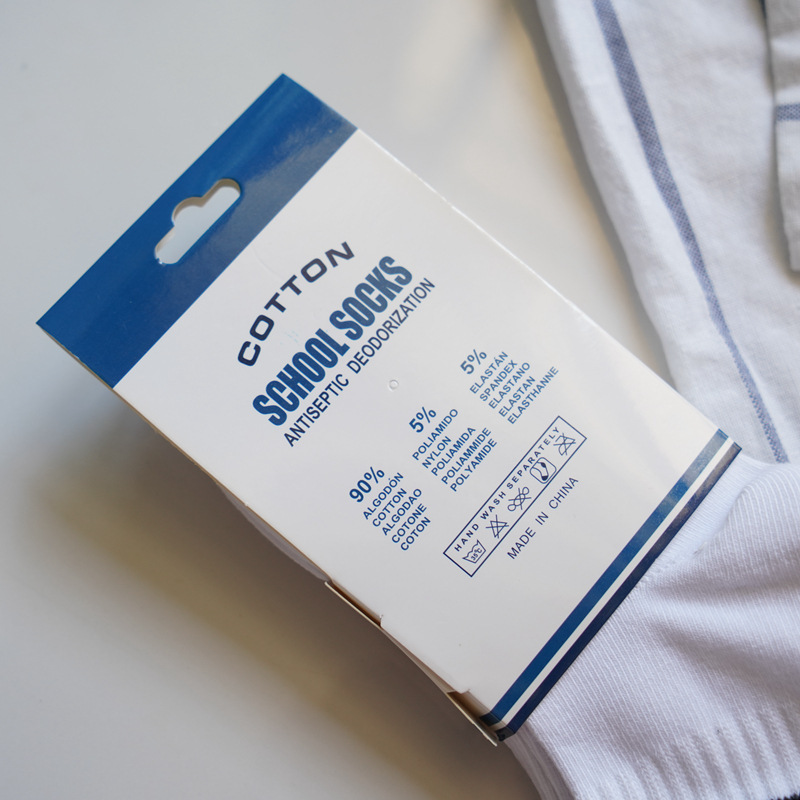 COTTON
SCHOOL SOCKS
ANTISEPTIC DEODORIZATION
90%
ALGODÓN
COTTON
ALGODAO
COTONE
COTON
5%
POLIAMIDO
NYLON
POLIAMIDA
POLIAMMIDE
POLYAMIDE
5%
ELASTÁN
SPANDEX
ELASTANO
ELASTAN
ELASTHANNE
HAND WASH SEPARATELY
35°C
MADE IN CHINA